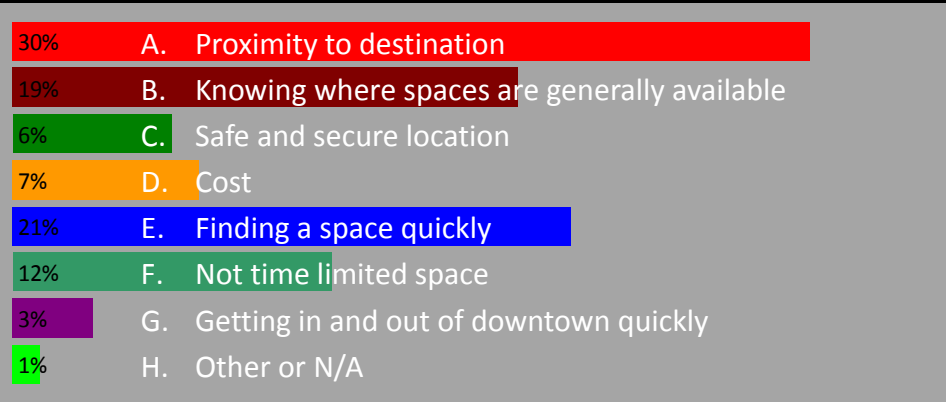 30% A. Proximity to destination
19% B. Knowing where spaces are generally available
6% C. Safe and secure location
7% D. Cost
21% E. Finding a space quickly
12% F. Not time limited space
3% G. Getting in and out of downtown quickly
1% H. Other or N/A